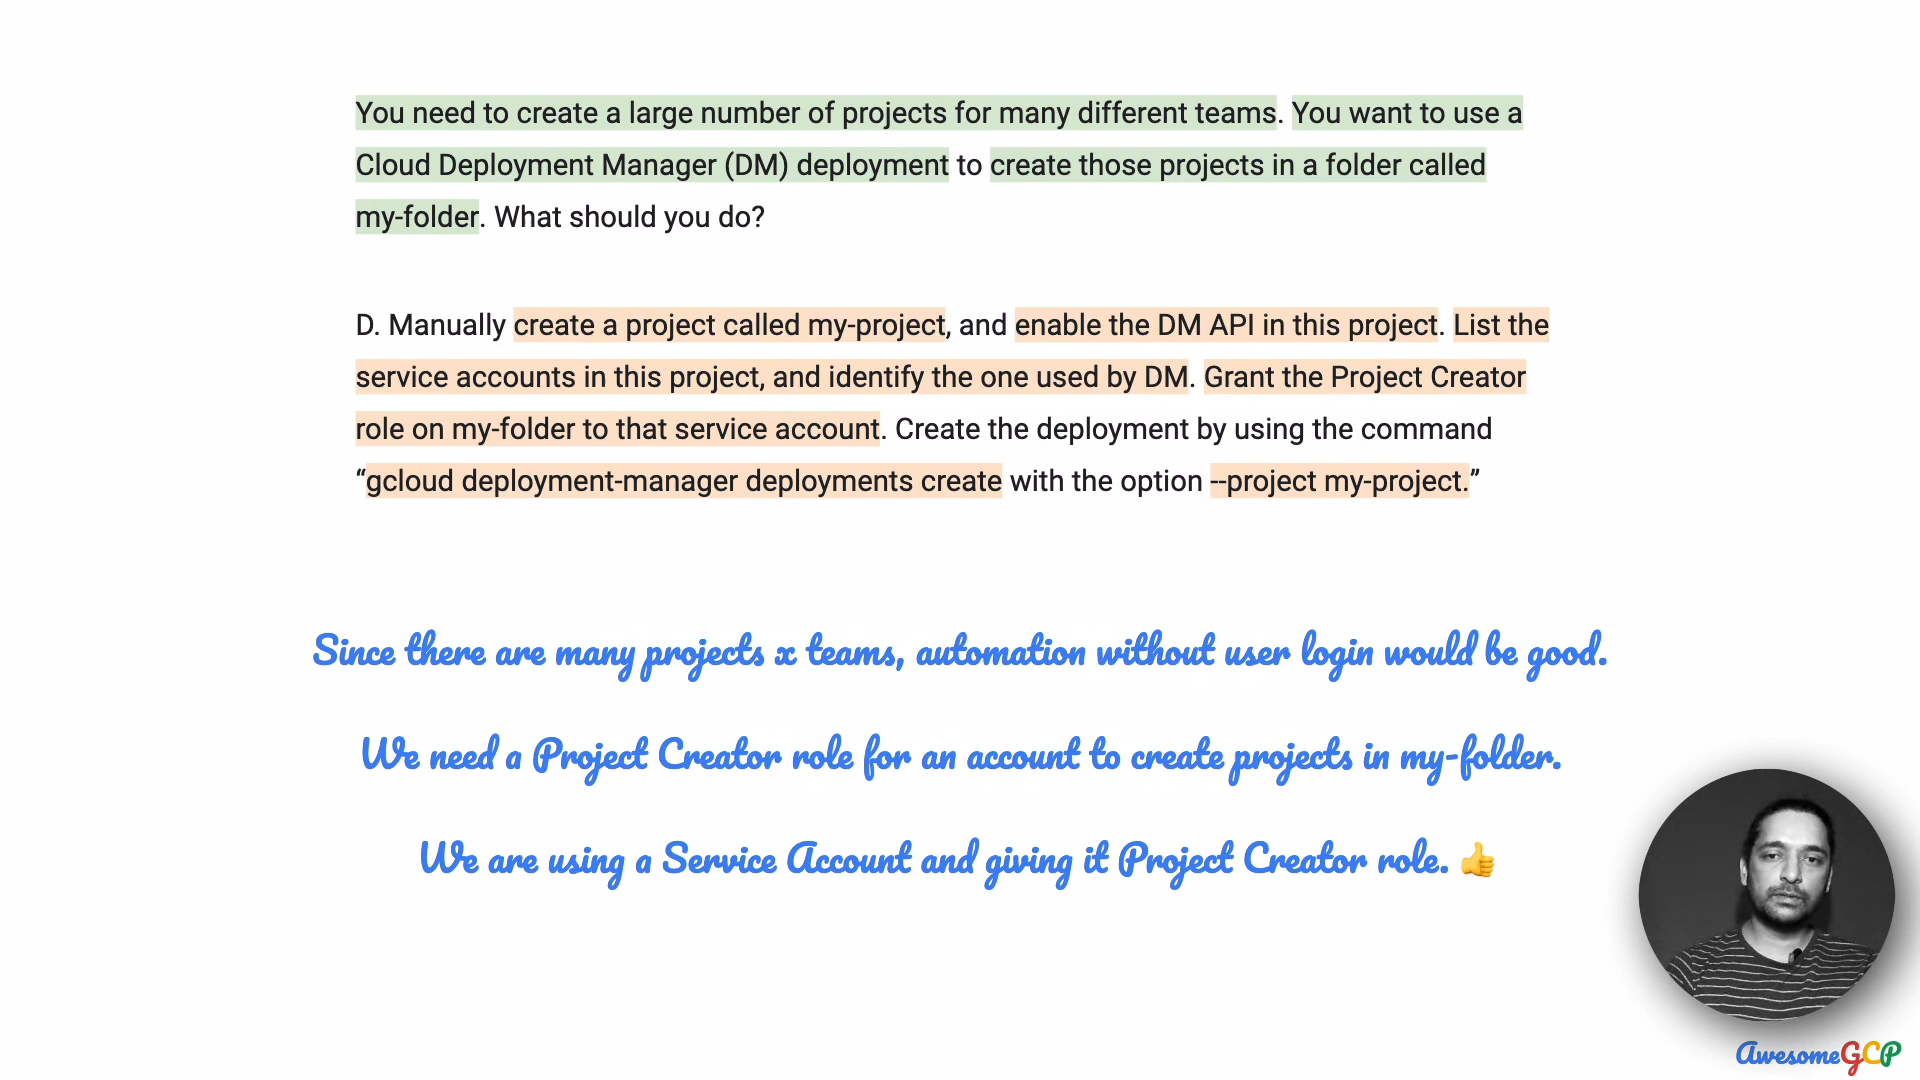 You need to create a large number of projects for many different teams. You want to use a
Cloud Deployment Manager (DM) deployment to create those projects in a folder called
my-folder. What should you do?
D. Manually create a project called my-project, and enable the DM API in this project. List the
service accounts in this project, and identify the one used by DM. Grant the Project Creator
role on my-folder to that service account. Create the deployment by using the command
“gcloud deployment-manager deployments create with the option --project my-project.”
Since there are many projects x teams, automation without user login would be good.
We need a Project Creator role for an account to create projects in my-folder.
We are using a Service Account and giving it Project Creator role. 👍
AwesomeGCP